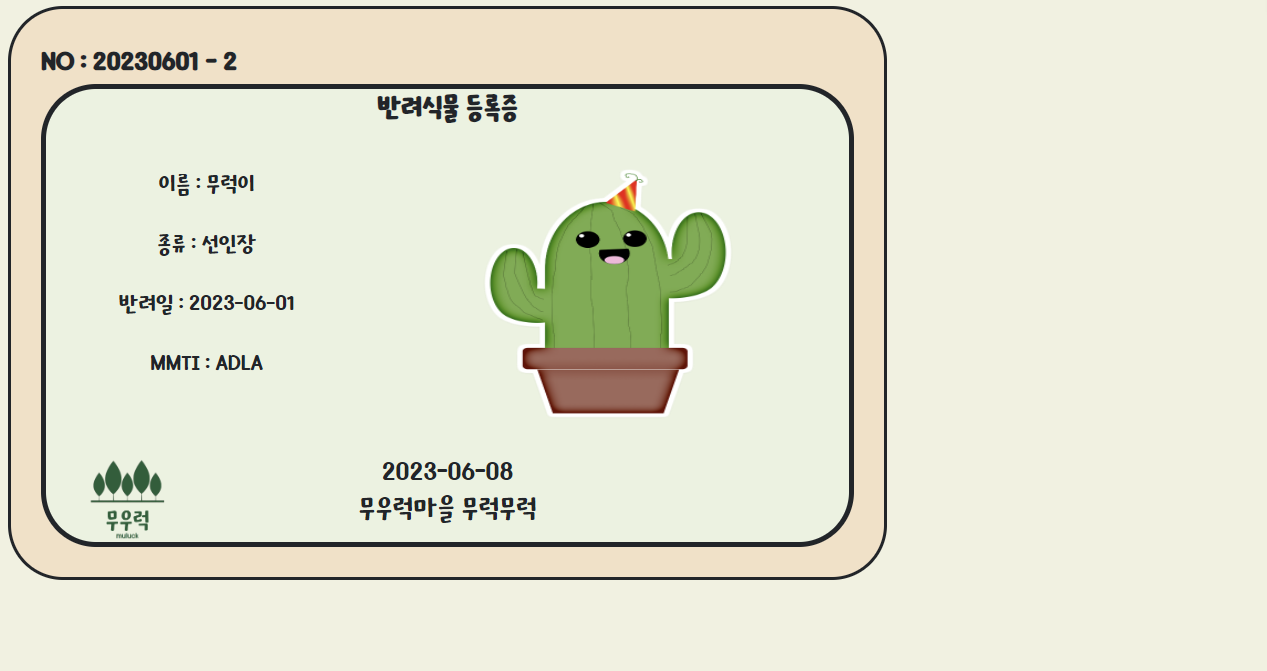 NO : 20230601 - 2
반려식물 등록증
이름 : 무럭이
종류 : 선인장
반려일 : 2023-06-01
MMTI : ADLA
2023-06-08
무우럭마을 무럭무럭
무우럭
muluck